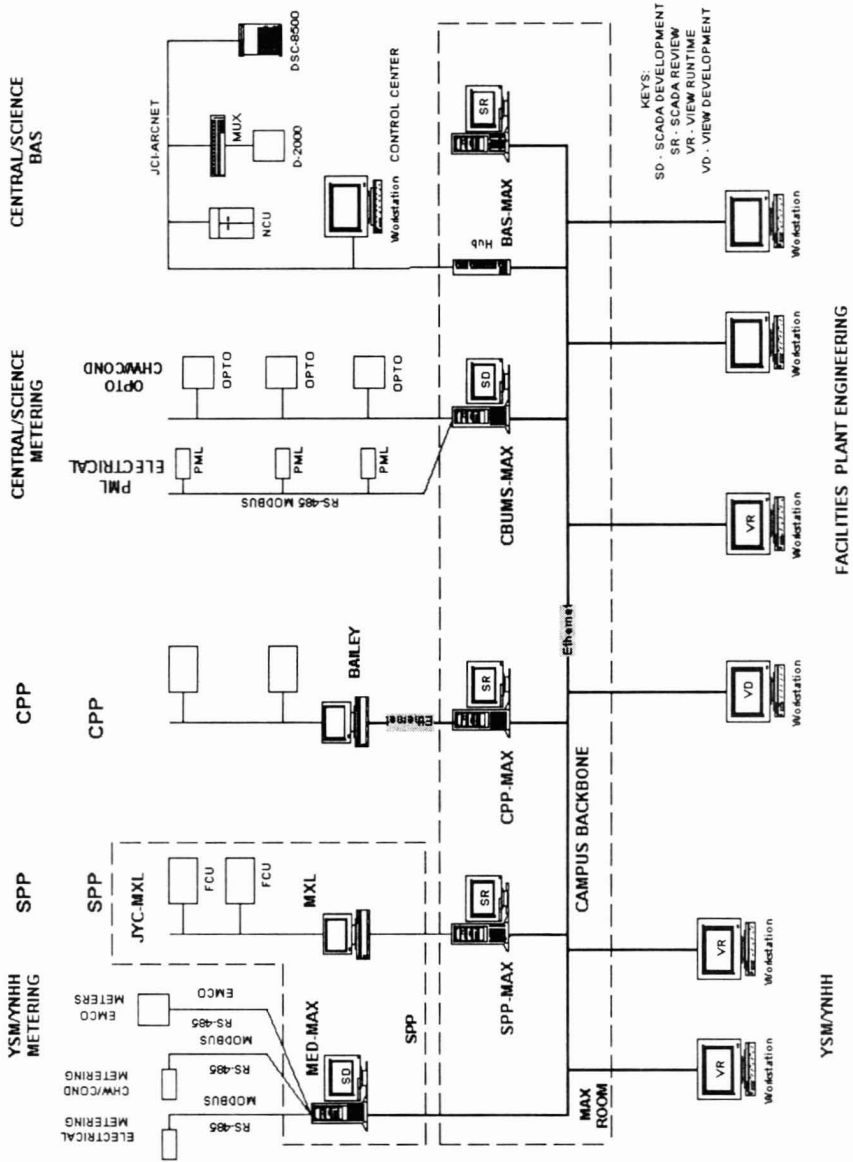 YSM/YNHH
METERING
SPP
CPP
CENTRAL/SCIENCE
METERING
CENTRAL/SCIENCE
BAS
ELECTRICAL
METERING
MODBUS
RS-485
CHW/COND
METERING
MODBUS
RS-485
EMCO
METERS
EMCO
RS-485
MED-MAX
SD
SPP
SPP
JYC-MXL
FCU
FCU
MXL
CPP
BAILEY
Ethernet
PML
ELECTRICAL
PML
PML
PML
RS-485 MODBUS
OPTO
CHW/COND
OPTO
OPTO
OPTO
JCI-ARCNET
NCU
MUX
D-2000
DSC-8500
Workstation
CONTROL CENTER
Hub
SPP-MAX
SR
CPP-MAX
SR
CBUMS-MAX
SD
BAS-MAX
SR
MAX
ROOM
CAMPUS BACKBONE
Ethernet
KEYS:
SD - SCADA DEVELOPMENT
SR - SCADA REVIEW
VR - VIEW RUNTIME
VD - VIEW DEVELOPMENT
VR
Workstation
VR
Workstation
VD
Workstation
VR
Workstation
Workstation
Workstation
YSM/YNHH
FACILITIES PLANT ENGINEERING